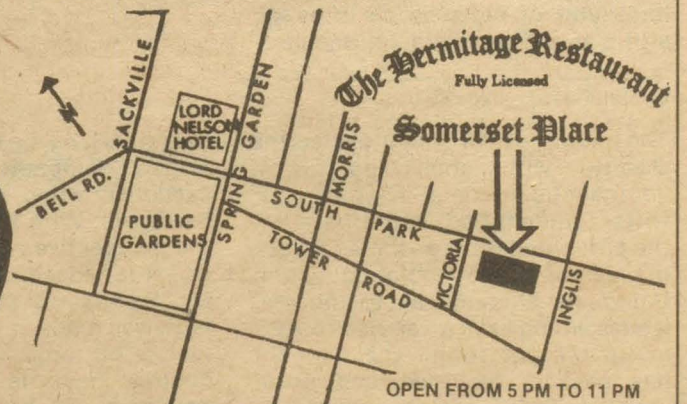 The Hermitage Restaurant
Fully Licensed
Somerset Place
SACKVILLE
LORD
NELSON
HOTEL
SPRING GARDEN
MORRIS
BELL RD.
PUBLIC
GARDENS
SOUTH PARK
TOWER ROAD
VICTORIA
INGLIS
OPEN FROM 5 PM TO 11 PM